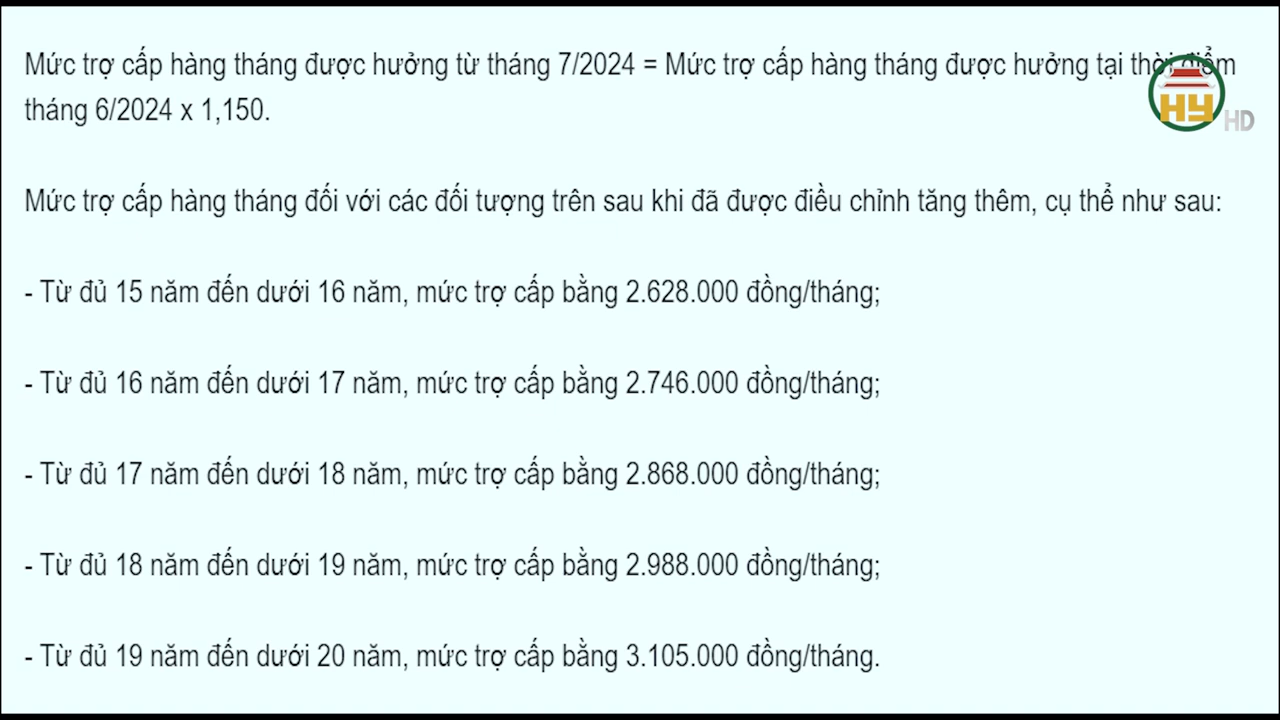 Mức trợ cấp hàng tháng được hưởng từ tháng 7/2024 = Mức trợ cấp hàng tháng được hưởng tại thời điểm
tháng 6/2024 x 1,150.
HY
HD
Mức trợ cấp hàng tháng đối với các đối tượng trên sau khi đã được điều chỉnh tăng thêm, cụ thể như sau:
- Từ đủ 15 năm đến dưới 16 năm, mức trợ cấp bằng 2.628.000 đồng/tháng;
- Từ đủ 16 năm đến dưới 17 năm, mức trợ cấp bằng 2.746.000 đồng/tháng;
- Từ đủ 17 năm đến dưới 18 năm, mức trợ cấp bằng 2.868.000 đồng/tháng;
- Từ đủ 18 năm đến dưới 19 năm, mức trợ cấp bằng 2.988.000 đồng/tháng;
- Từ đủ 19 năm đến dưới 20 năm, mức trợ cấp bằng 3.105.000 đồng/tháng.